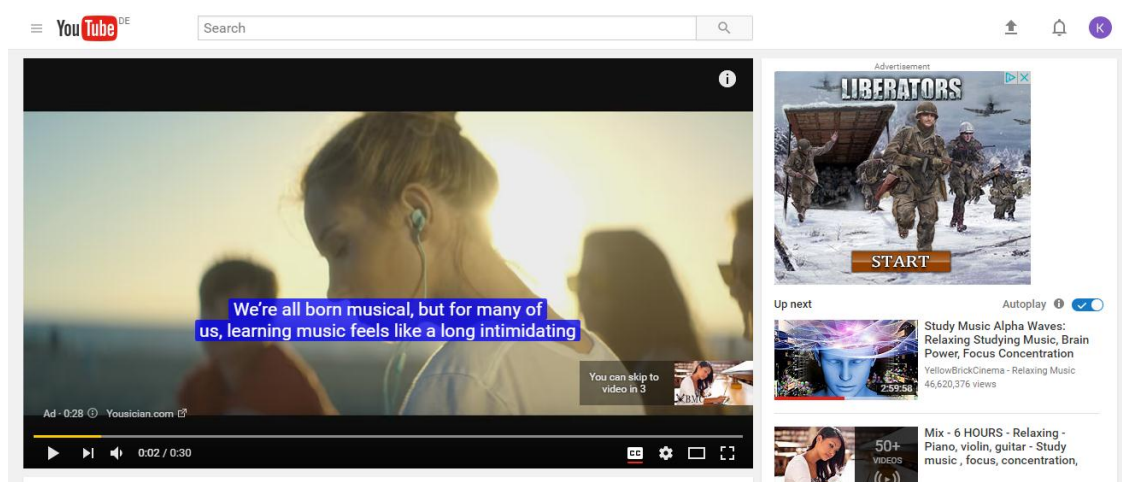 YouTube DE
Search
K
Advertisement
LIBERATORS
START
We're all born musical, but for many of
us, learning music feels like a long intimidating
You can skip to
video in 3
Ad · 0:28 Yousician.com
0:02 / 0:30
CC
Up next
Autoplay
2:59:58
Study Music Alpha Waves:
Relaxing Studying Music, Brain
Power, Focus Concentration
YellowBrickCinema - Relaxing Music
46,620,376 views
50+
VIDEOS
Mix - 6 HOURS - Relaxing -
Piano, violin, guitar - Study
music , focus, concentration,